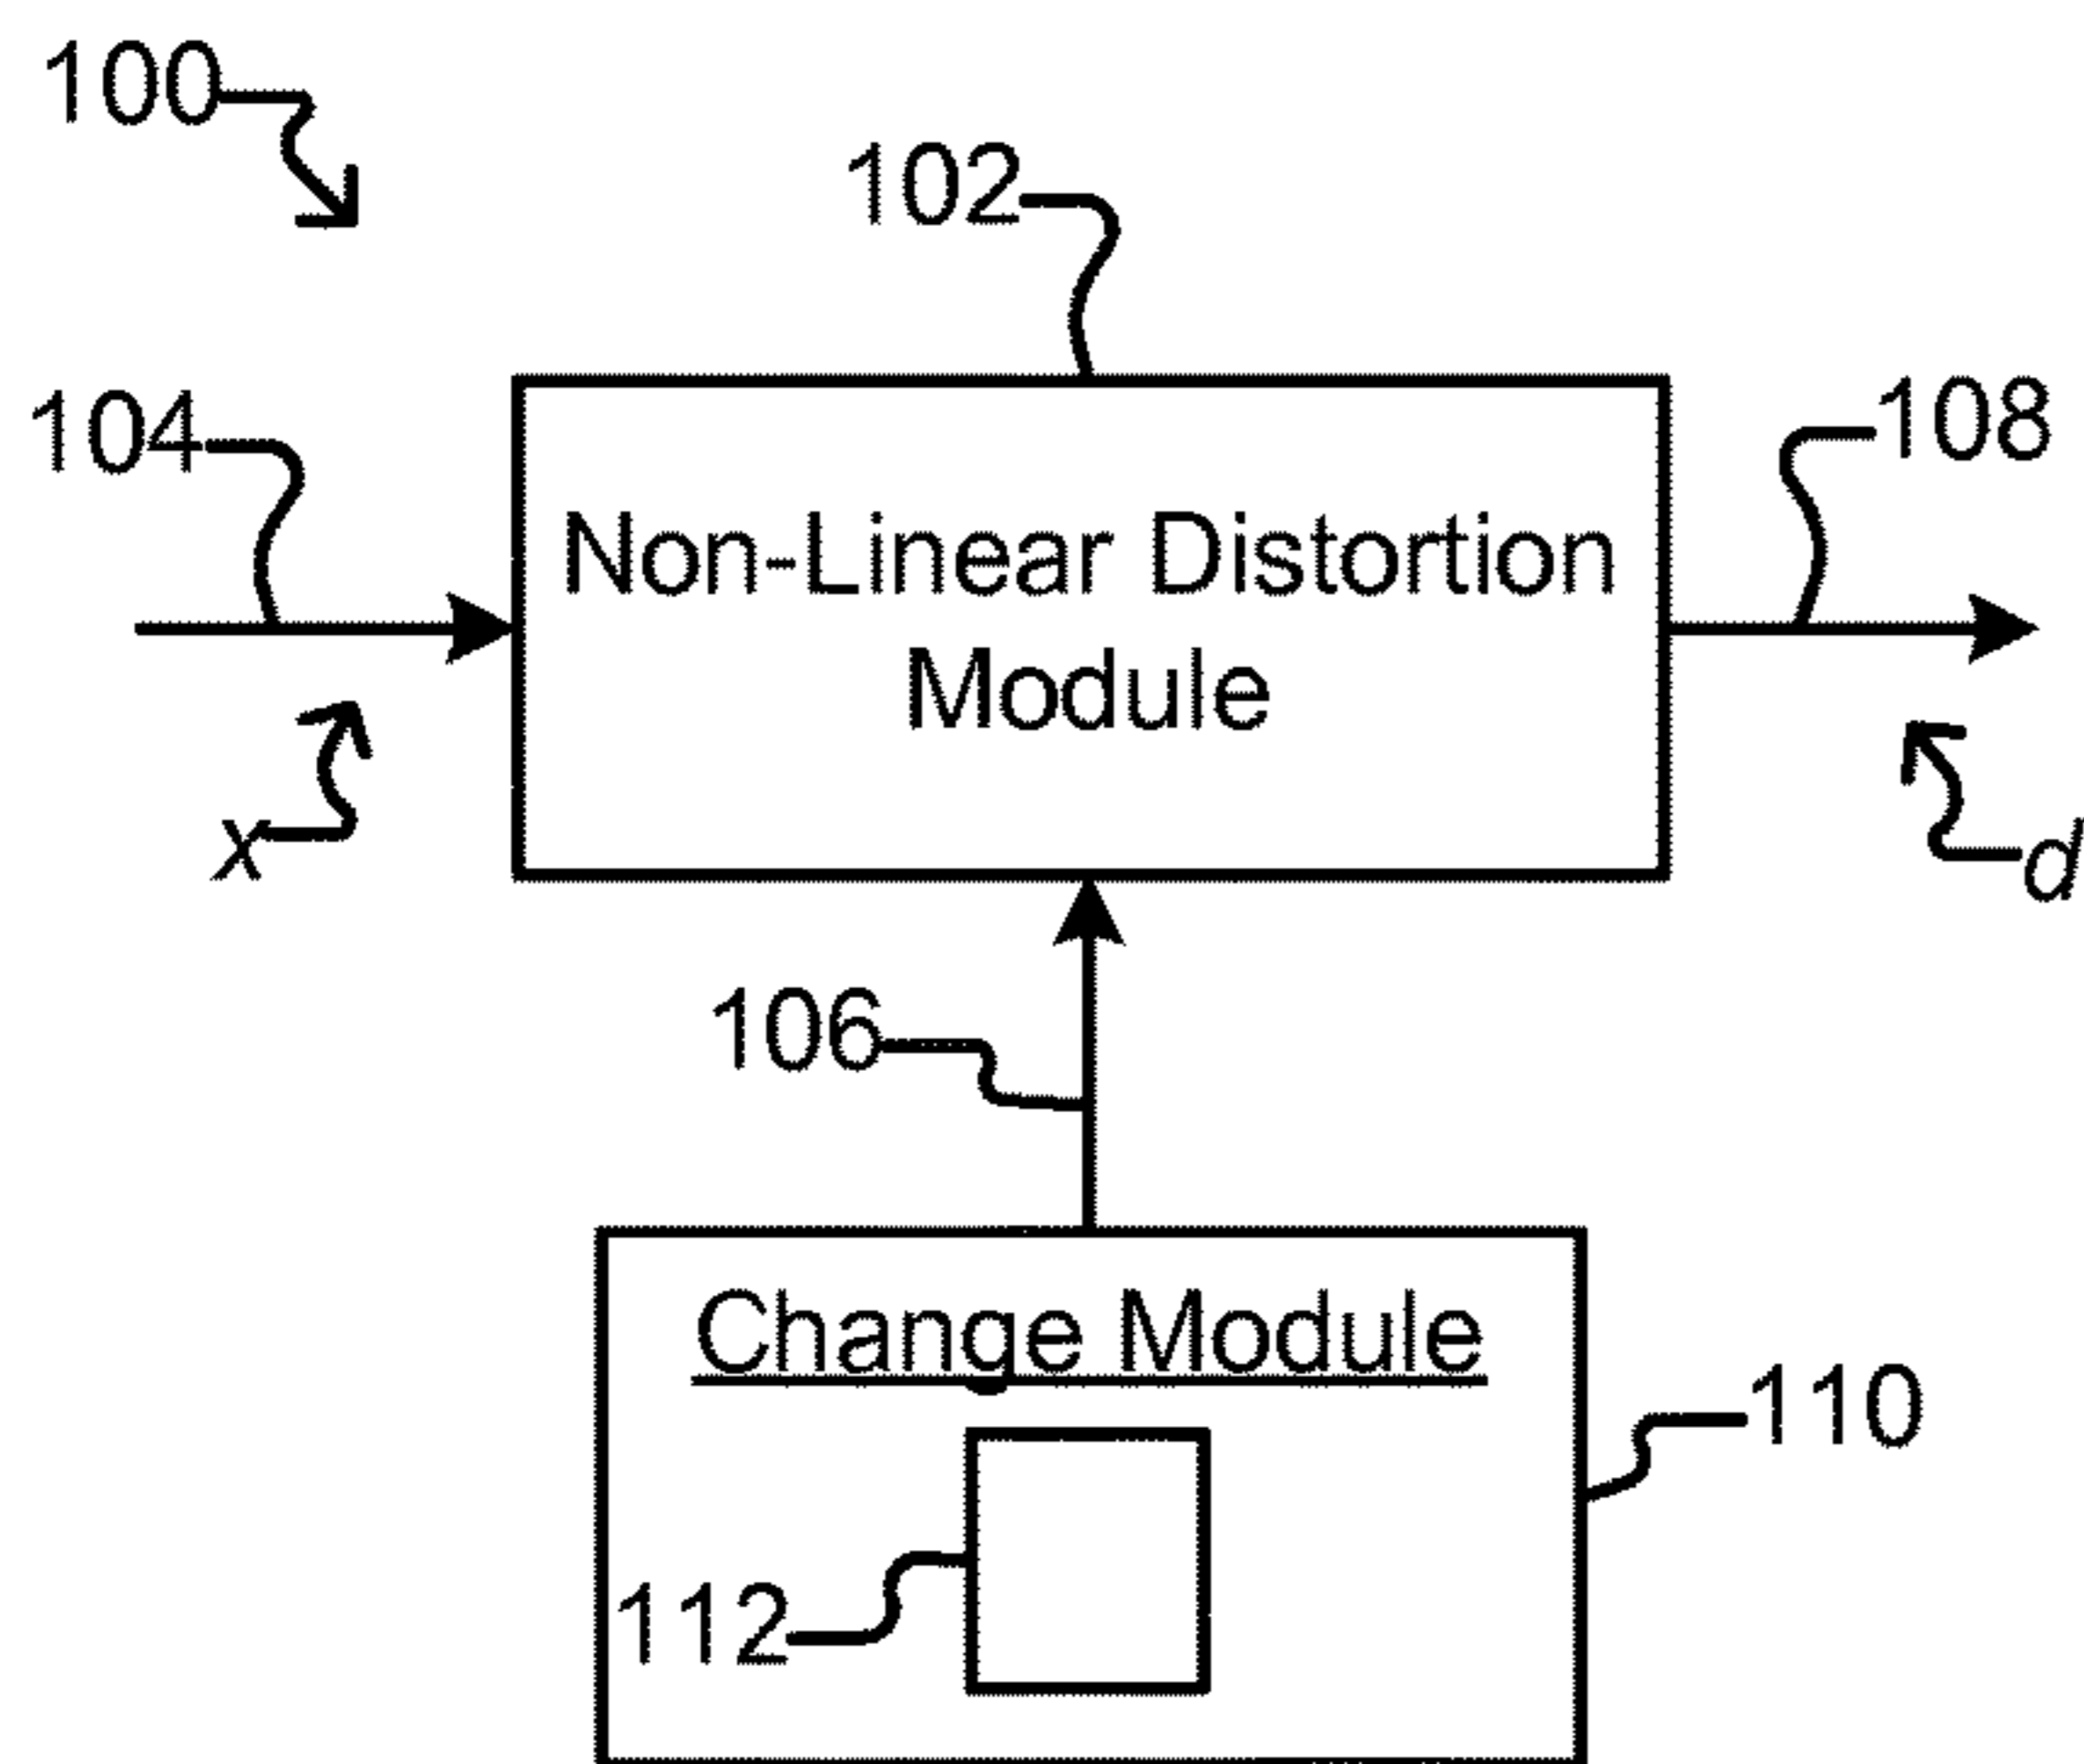 100
102
104
108
Non-Linear Distortion
Module
x
d
106
Change Module
110
112